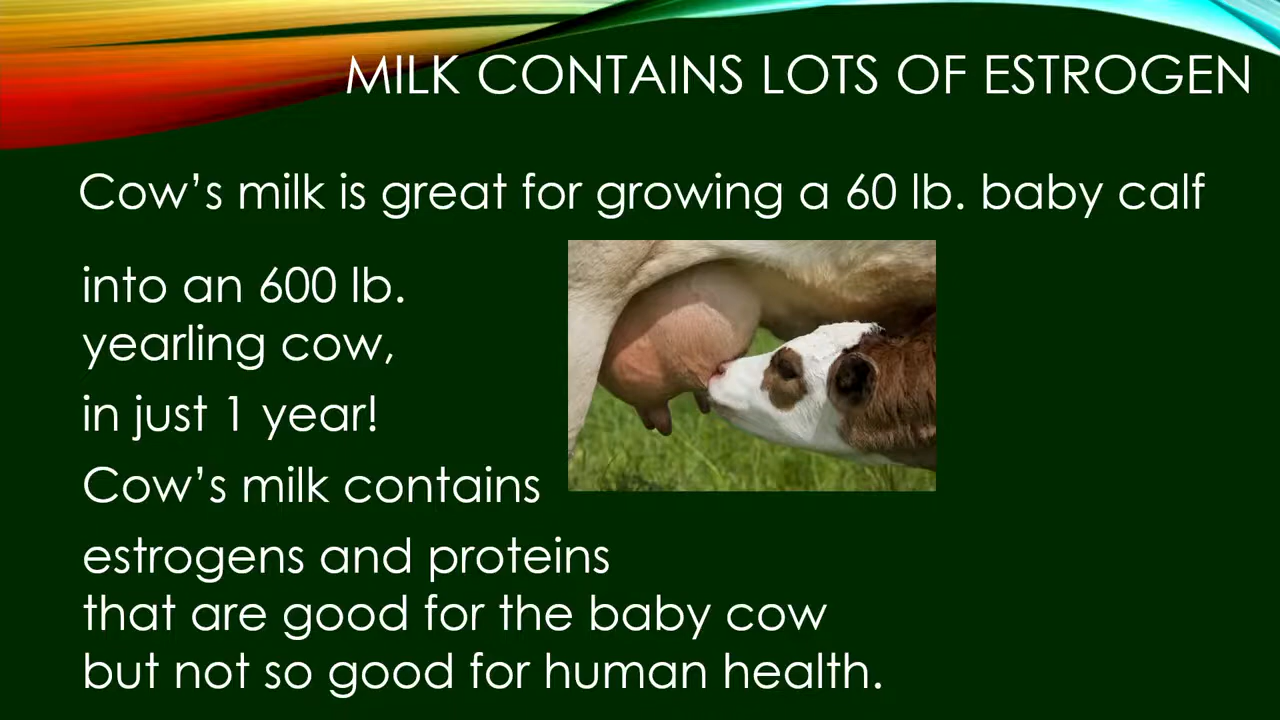 MILK CONTAINS LOTS OF ESTROGEN
Cow’s milk is great for growing a 60 lb. baby calf
into an 600 lb.
yearling cow,
in just 1 year!
Cow’s milk contains
estrogens and proteins
that are good for the baby cow
but not so good for human health.